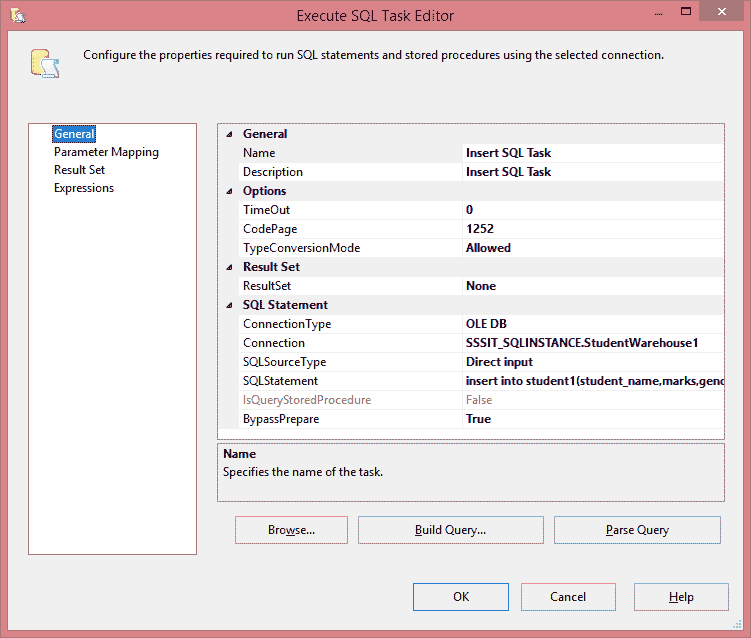 Execute SQL Task Editor
Configure the properties required to run SQL statements and stored procedures using the selected connection.
General
Parameter Mapping
Result Set
Expressions
General
Name Insert SQL Task
Description Insert SQL Task
Options
TimeOut 0
CodePage 1252
TypeConversionMode Allowed
Result Set
ResultSet None
SQL Statement
ConnectionType OLE DB
Connection SSSIT_SQLINSTANCE.StudentWarehouse1
SQLSourceType Direct input
SQLStatement insert into student1(student_name,marks,gend
IsQueryStoredProcedure False
BypassPrepare True
Name
Specifies the name of the task.
Browse... Build Query... Parse Query
OK Cancel Help